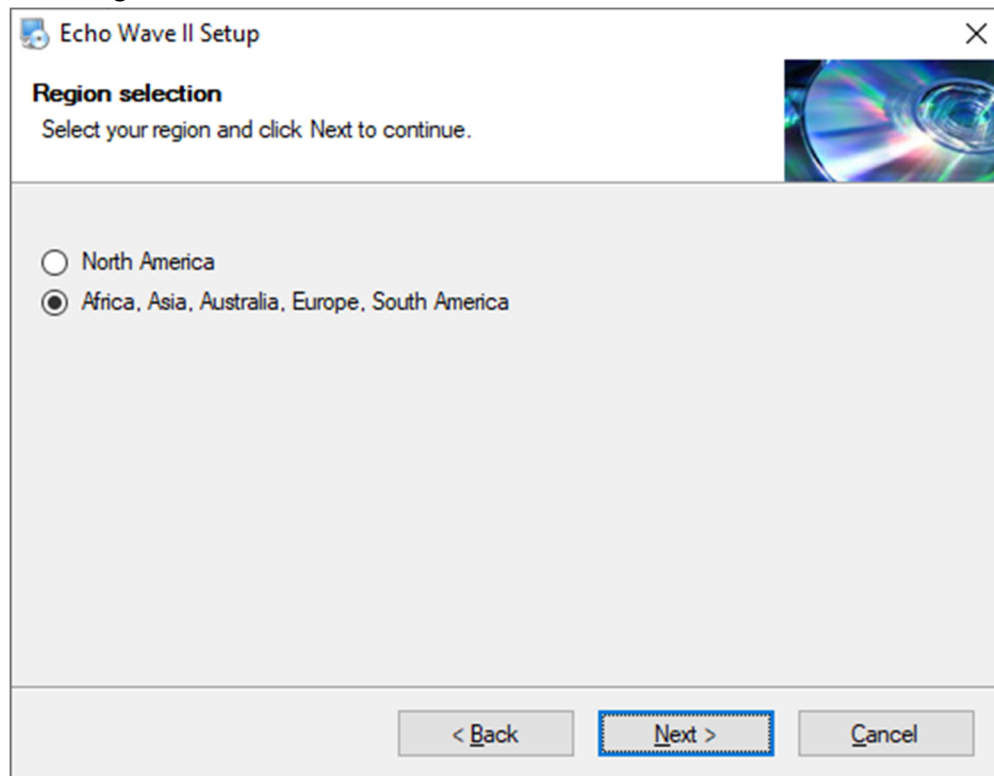 Echo Wave II Setup
Region selection
Select your region and click Next to continue.
North America
Africa, Asia, Australia, Europe, South America
< Back Next > Cancel